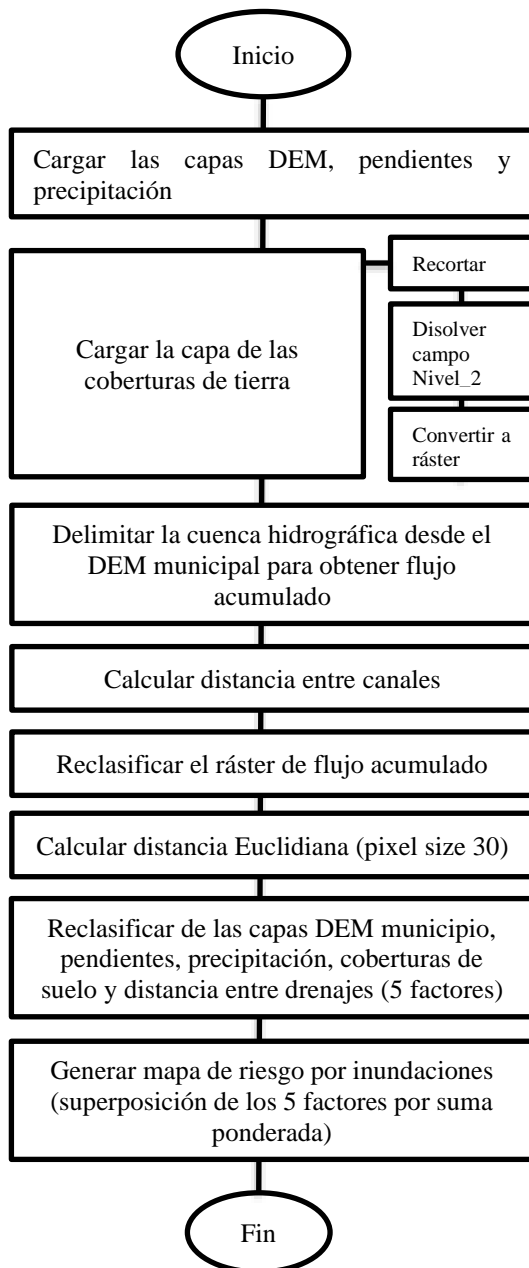 Inicio
Cargar las capas DEM, pendientes y
precipitación
Cargar la capa de las
coberturas de tierra
Recortar
Disolver
campo
Nivel_2
Convertir a
ráster
Delimitar la cuenca hidrográfica desde el
DEM municipal para obtener flujo
acumulado
Calcular distancia entre canales
Reclasificar el ráster de flujo acumulado
Calcular distancia Euclidiana (pixel size 30)
Reclasificar de las capas DEM municipio,
pendientes, precipitación, coberturas de
suelo y distancia entre drenajes (5 factores)
Generar mapa de riesgo por inundaciones
(superposición de los 5 factores por suma
ponderada)
Fin